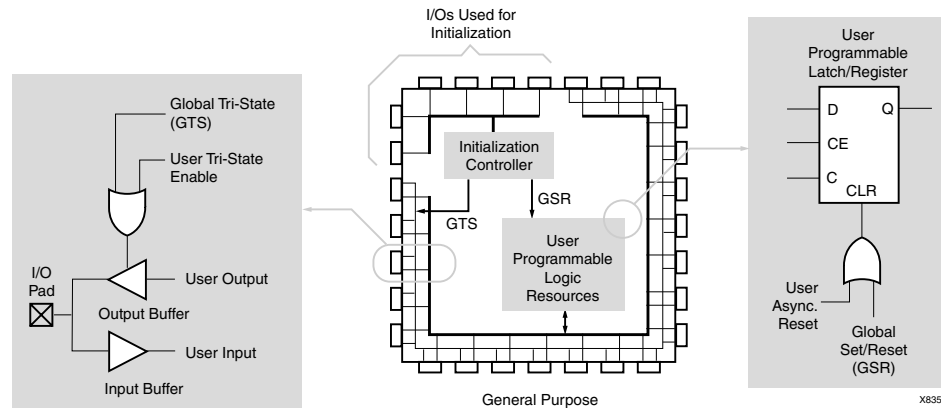 I/Os Used for
Initialization
Global Tri-State
(GTS)
User Tri-State
Enable
I/O
Pad
User Output
Output Buffer
User Input
Input Buffer
Initialization
Controller
GTS
GSR
User
Programmable
Logic
Resources
General Purpose
User
Programmable
Latch/Register
D
Q
CE
C
CLR
User
Async.
Reset
Global
Set/Reset
(GSR)
X835